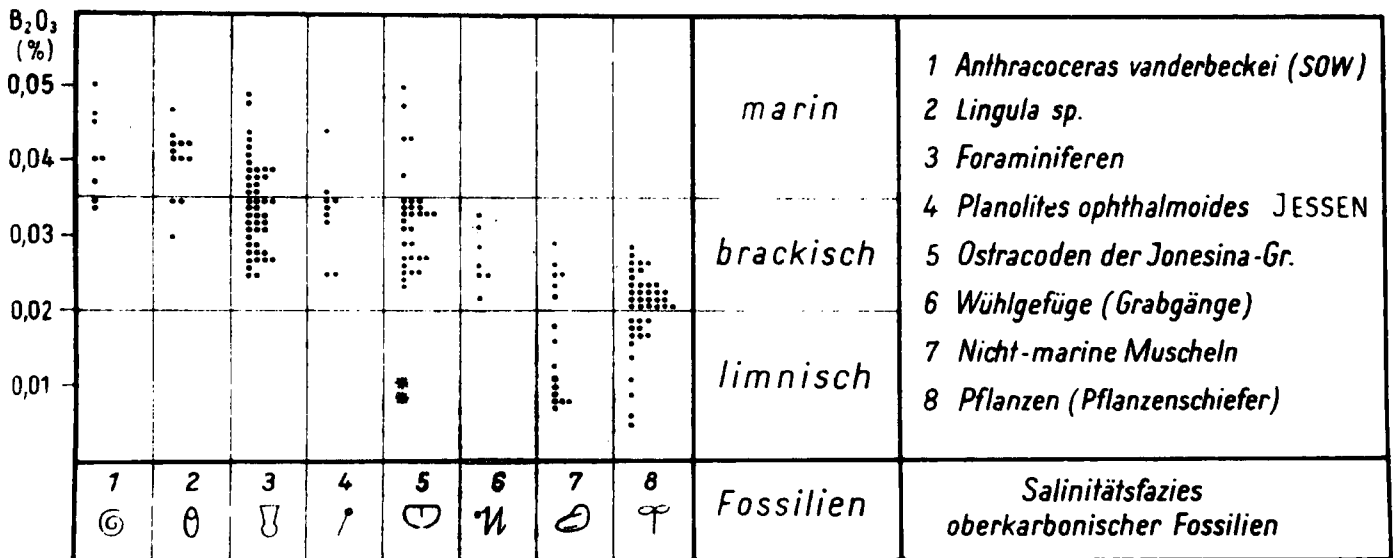 B₂O₃
(%)
0,05
0,04
0,03
0,02
0,01
marin
brackisch
limnisch
1 Anthracoceras vanderbeckei (SOW)
2 Lingula sp.
3 Foraminiferen
4 Planolites ophthalmoides JESSEN
5 Ostracoden der Jonesina-Gr.
6 Wühlgefüge (Grabgänge)
7 Nicht-marine Muscheln
8 Pflanzen (Pflanzenschiefer)
1 2 3 4 5 6 7 8
Fossilien
Salinitätsfazies
oberkarbonischer Fossilien